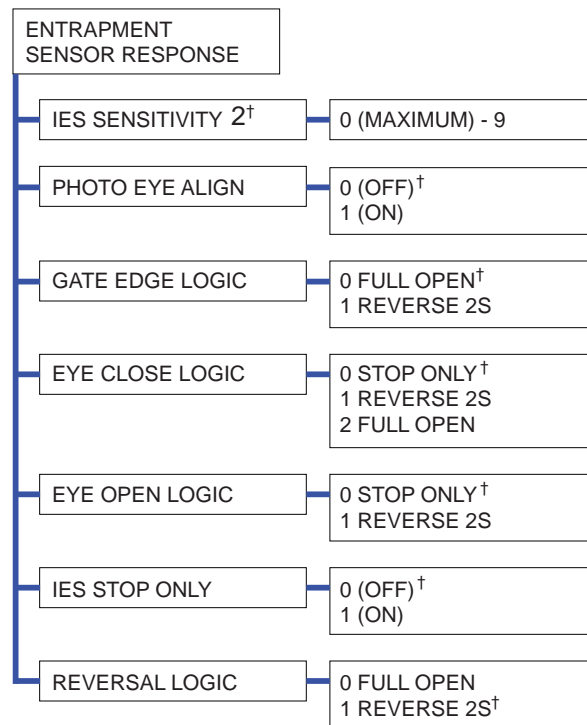 ENTRAPMENT
SENSOR RESPONSE
IES SENSITIVITY 2†
0 (MAXIMUM) - 9
PHOTO EYE ALIGN
0 (OFF)†
1 (ON)
GATE EDGE LOGIC
0 FULL OPEN†
1 REVERSE 2S
EYE CLOSE LOGIC
0 STOP ONLY†
1 REVERSE 2S
2 FULL OPEN
EYE OPEN LOGIC
0 STOP ONLY†
1 REVERSE 2S
IES STOP ONLY
0 (OFF)†
1 (ON)
REVERSAL LOGIC
0 FULL OPEN
1 REVERSE 2S†